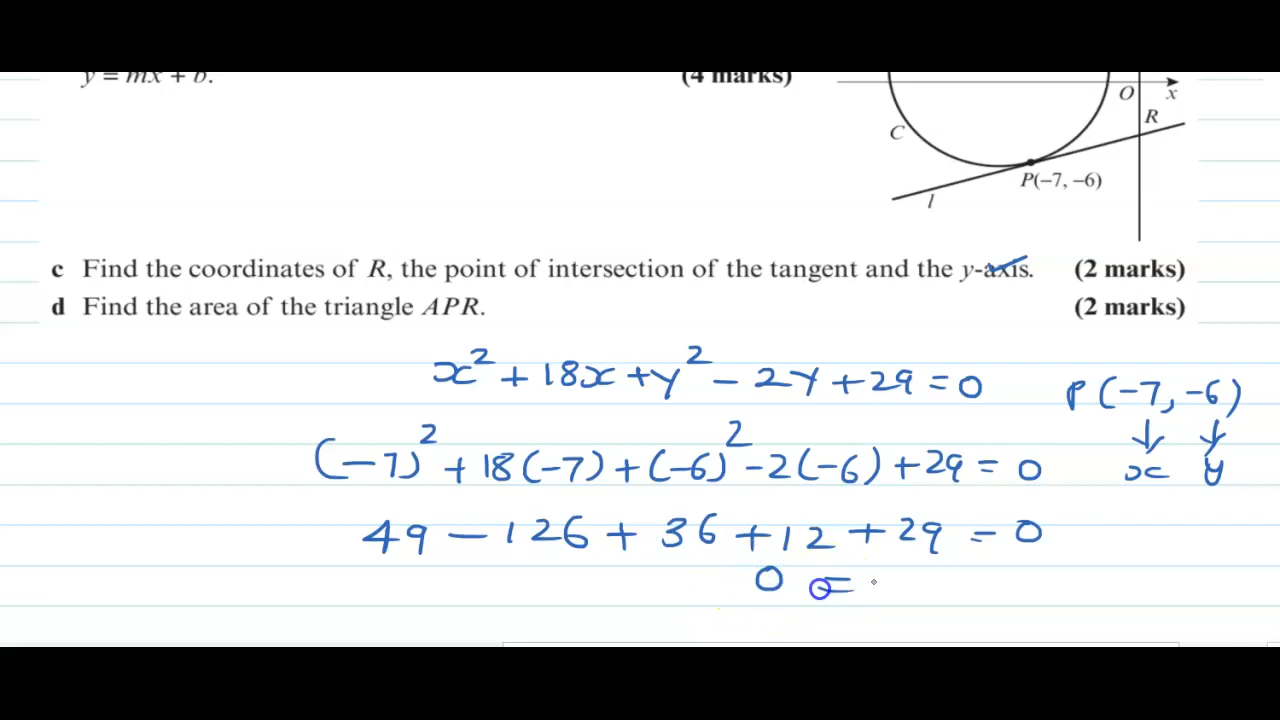 y = mx + b. (4 marks)
O x
R
C
P(−7, −6)
l
c Find the coordinates of R, the point of intersection of the tangent and the y-axis. (2 marks)
d Find the area of the triangle APR. (2 marks)
x² + 18x + y² − 2y + 29 = 0
P (−7, −6)
x y
(−7)² + 18(−7) + (−6)² − 2(−6) + 29 = 0
49 − 126 + 36 + 12 + 29 = 0
0 =